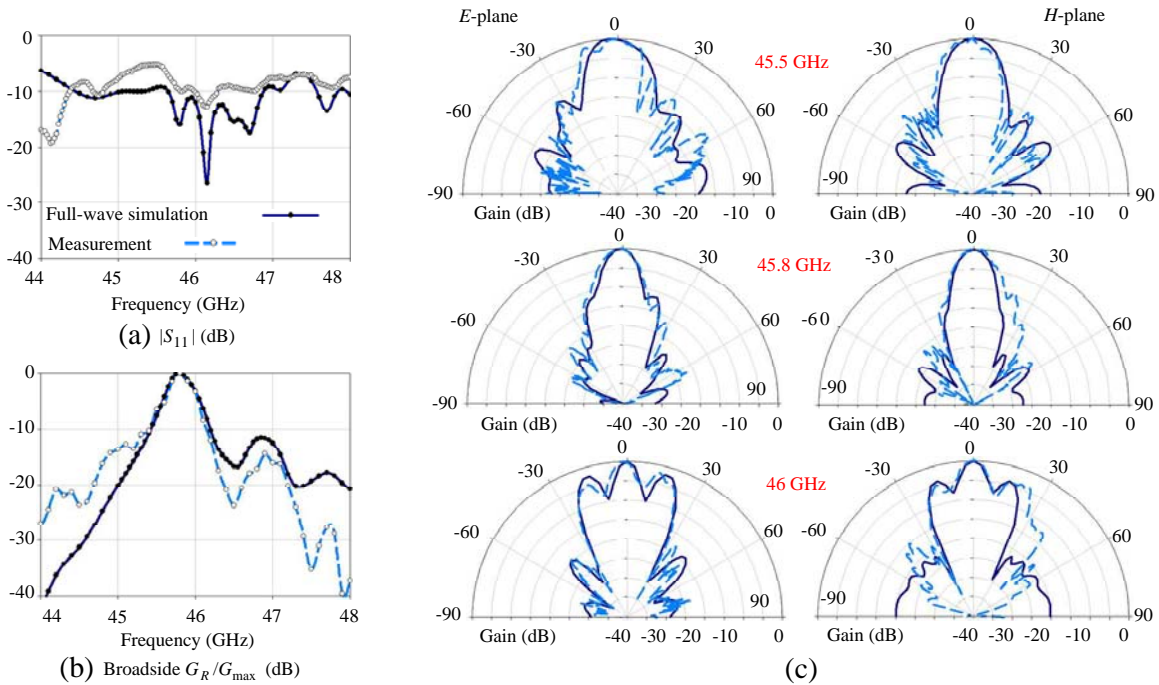 0
-10
-20
-30
-40
Full-wave simulation
Measurement
44 45 46 47 48
Frequency (GHz)
(a) |S11| (dB)
0
-10
-20
-30
-40
44 45 46 47 48
Frequency (GHz)
(b) Broadside GR/Gmax (dB)
E-plane
H-plane
45.5 GHz
0
-30 30
-60 60
-90 90
Gain (dB) -40 -30 -20 -10 0
0
-30 30
-60 60
-90 90
Gain (dB) -40 -30 -20 -10 0
45.8 GHz
0
-30 30
-60 60
-90 90
Gain (dB) -40 -30 -20 -10 0
0
-30 30
-60 60
-90 90
Gain (dB) -40 -30 -20 -10 0
46 GHz
0
-30 30
-60 60
-90 90
Gain (dB) -40 -30 -20 -10 0
0
-30 30
-60 60
-90 90
Gain (dB) -40 -30 -20 -10 0
(c)